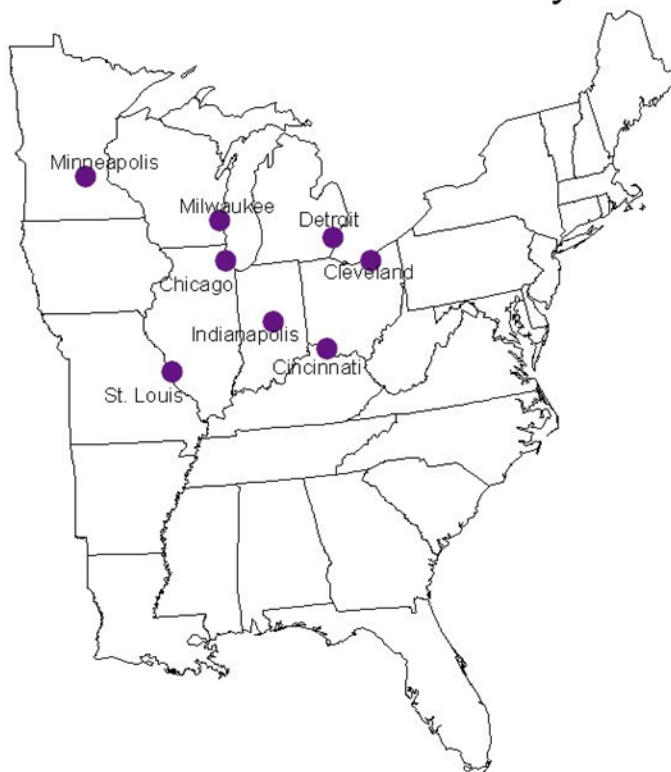 Minneapolis
Milwaukee
Detroit
Chicago
Cleveland
Indianapolis
Cincinnati
St. Louis